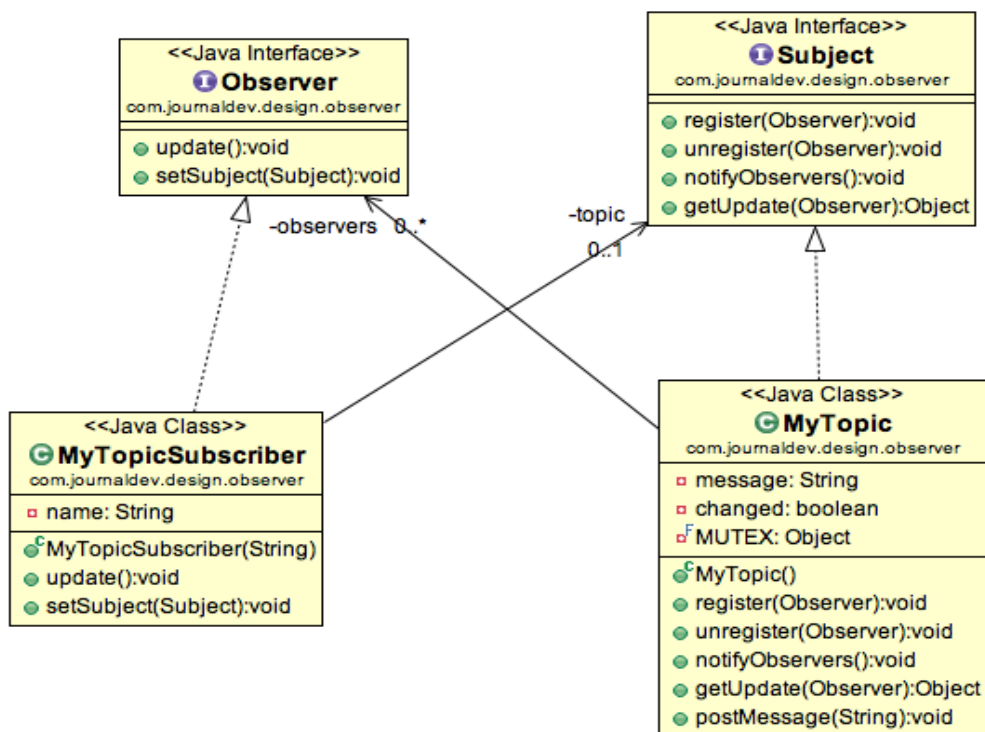 <<Java Interface>>
Observer
com.journaldev.design.observer
update():void
setSubject(Subject):void
<<Java Interface>>
Subject
com.journaldev.design.observer
register(Observer):void
unregister(Observer):void
notifyObservers():void
getUpdate(Observer):Object
-observers 0..*
-topic
0..1
<<Java Class>>
MyTopicSubscriber
com.journaldev.design.observer
name: String
MyTopicSubscriber(String)
update():void
setSubject(Subject):void
<<Java Class>>
MyTopic
com.journaldev.design.observer
message: String
changed: boolean
MUTEX: Object
MyTopic()
register(Observer):void
unregister(Observer):void
notifyObservers():void
getUpdate(Observer):Object
postMessage(String):void